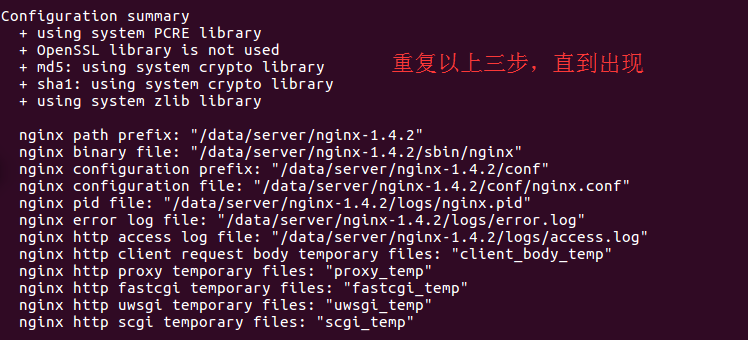 Configuration summary
+ using system PCRE library
+ OpenSSL library is not used
+ md5: using system crypto library
+ sha1: using system crypto library
+ using system zlib library
重复以上三步，直到出现
nginx path prefix: "/data/server/nginx-1.4.2"
nginx binary file: "/data/server/nginx-1.4.2/sbin/nginx"
nginx configuration prefix: "/data/server/nginx-1.4.2/conf"
nginx configuration file: "/data/server/nginx-1.4.2/conf/nginx.conf"
nginx pid file: "/data/server/nginx-1.4.2/logs/nginx.pid"
nginx error log file: "/data/server/nginx-1.4.2/logs/error.log"
nginx http access log file: "/data/server/nginx-1.4.2/logs/access.log"
nginx http client request body temporary files: "client_body_temp"
nginx http proxy temporary files: "proxy_temp"
nginx http fastcgi temporary files: "fastcgi_temp"
nginx http uwsgi temporary files: "uwsgi_temp"
nginx http scgi temporary files: "scgi_temp"